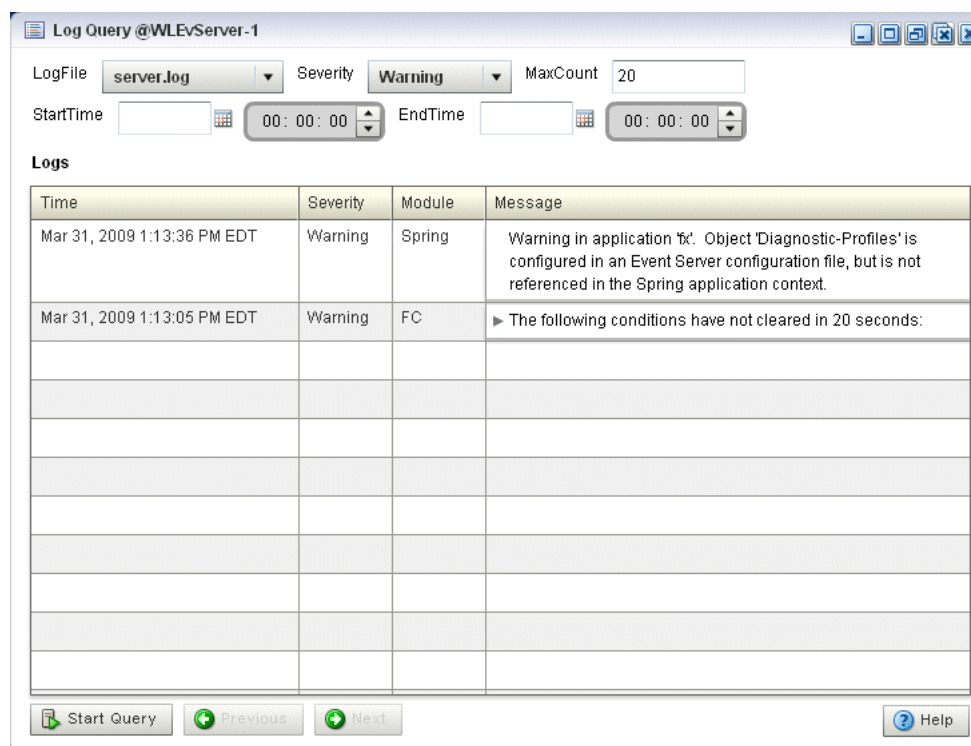 Log Query @WLEvServer-1
LogFile server.log Severity Warning MaxCount 20
StartTime 00: 00: 00 EndTime 00: 00: 00
Logs
Time Severity Module Message
Mar 31, 2009 1:13:36 PM EDT Warning Spring Warning in application 'fx'. Object 'Diagnostic-Profiles' is
configured in an Event Server configuration file, but is not
referenced in the Spring application context.
Mar 31, 2009 1:13:05 PM EDT Warning FC The following conditions have not cleared in 20 seconds:
Start Query Previous Next Help